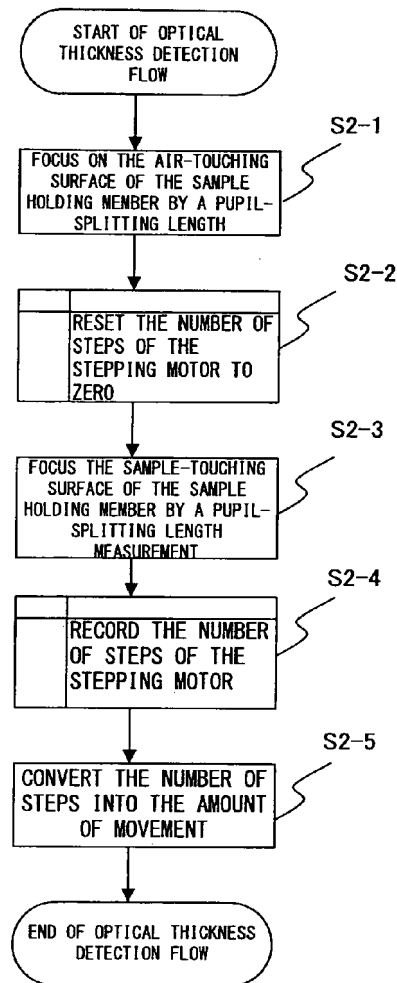 START OF OPTICAL
THICKNESS DETECTION
FLOW
S2-1
FOCUS ON THE AIR-TOUCHING
SURFACE OF THE SAMPLE
HOLDING MEMBER BY A PUPIL-
SPLITTING LENGTH
S2-2
RESET THE NUMBER OF
STEPS OF THE
STEPPING MOTOR TO
ZERO
S2-3
FOCUS THE SAMPLE-TOUCHING
SURFACE OF THE SAMPLE
HOLDING MEMBER BY A PUPIL-
SPLITTING LENGTH
MEASUREMENT
S2-4
RECORD THE NUMBER
OF STEPS OF THE
STEPPING MOTOR
S2-5
CONVERT THE NUMBER OF
STEPS INTO THE AMOUNT
OF MOVEMENT
END OF OPTICAL THICKNESS
DETECTION FLOW